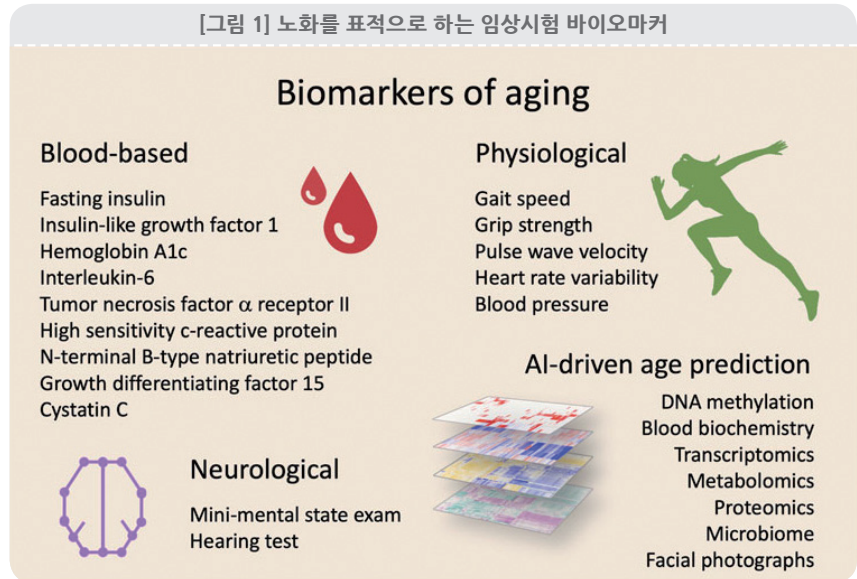 [그림 1] 노화를 표적으로 하는 임상시험 바이오마커
Biomarkers of aging
Blood-based
Fasting insulin
Insulin-like growth factor 1
Hemoglobin A1c
Interleukin-6
Tumor necrosis factor α receptor II
High sensitivity c-reactive protein
N-terminal B-type natriuretic peptide
Growth differentiating factor 15
Cystatin C
Physiological
Gait speed
Grip strength
Pulse wave velocity
Heart rate variability
Blood pressure
Neurological
Mini-mental state exam
Hearing test
AI-driven age prediction
DNA methylation
Blood biochemistry
Transcriptomics
Metabolomics
Proteomics
Microbiome
Facial photographs